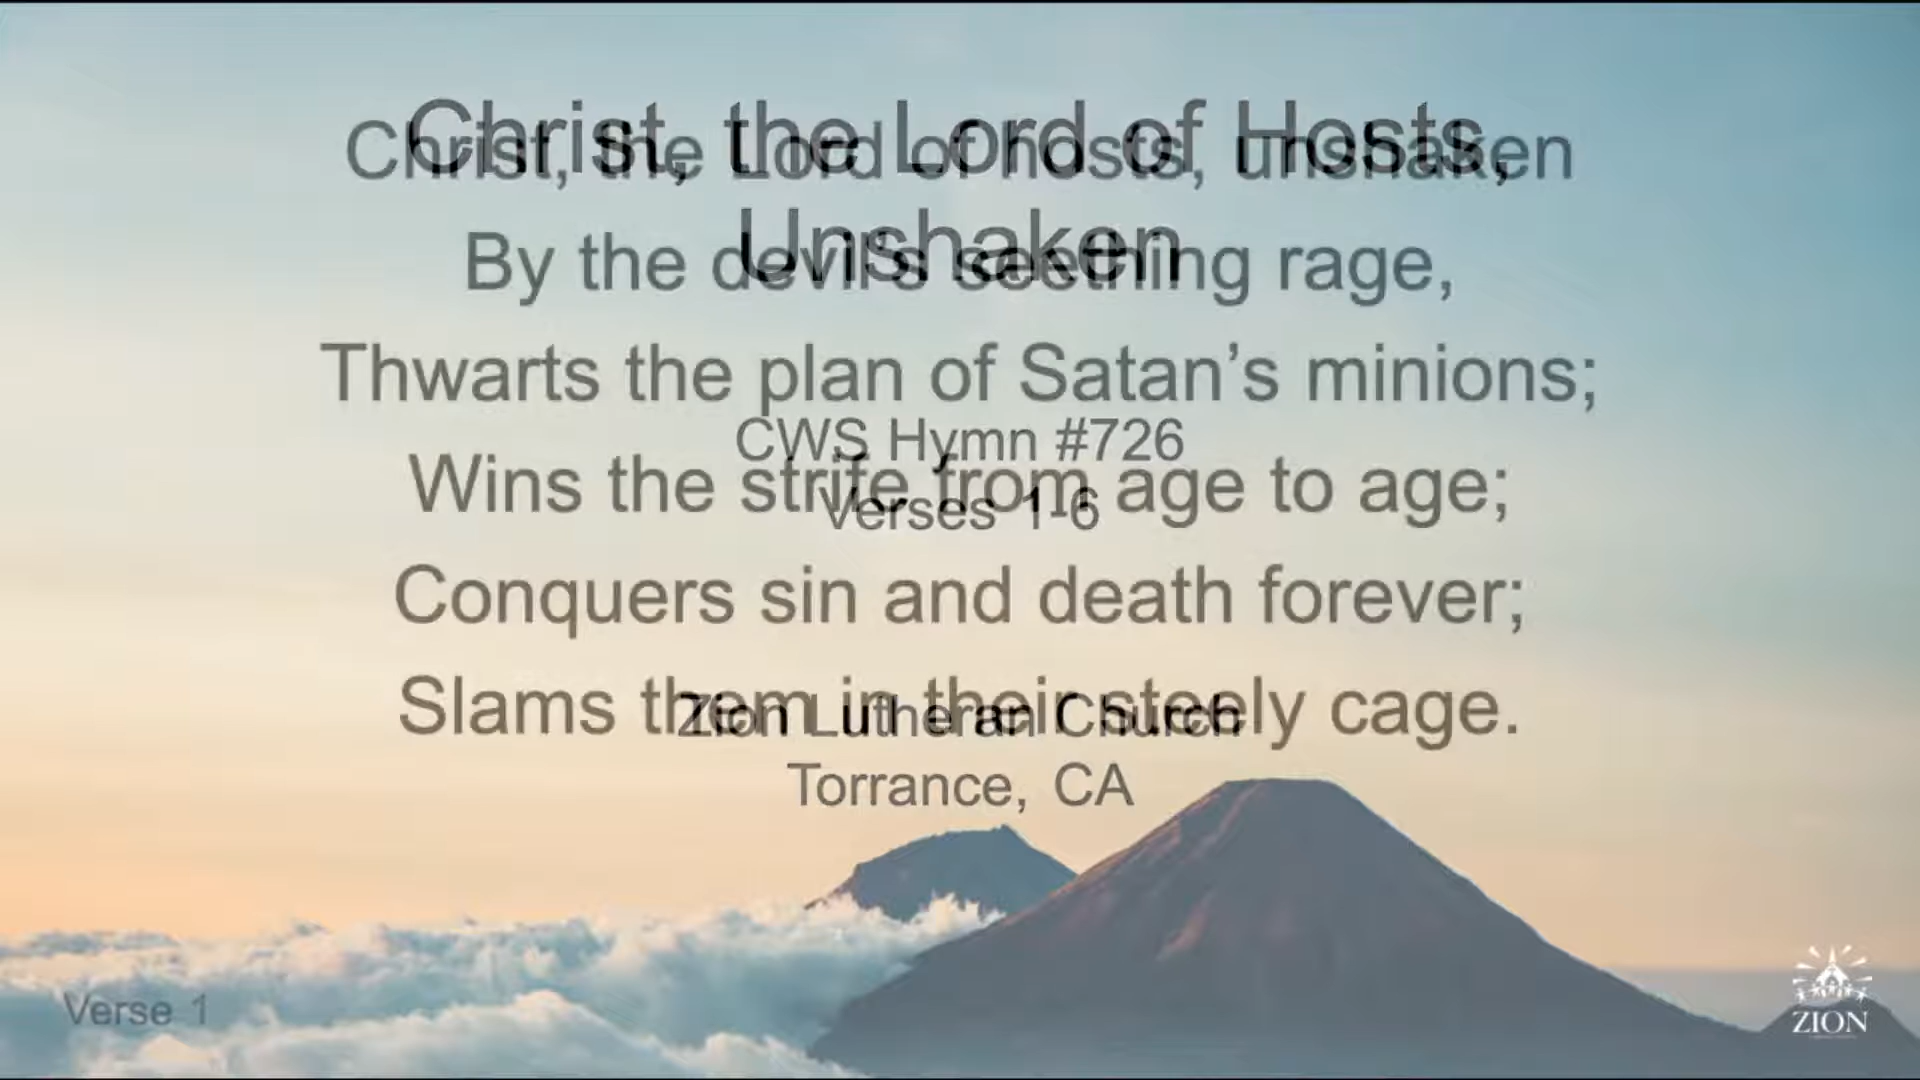 Christ, the Lord of Hosts,
Unshaken
CWS Hymn #726
Verses 1-6
Zion Lutheran Church
Torrance, CA
Christ, the Lord of hosts, unshaken
By the devil's seething rage,
Thwarts the plan of Satan’s minions;
Wins the strife from age to age;
Conquers sin and death forever;
Slams them in their steely cage.
Verse 1
ZION